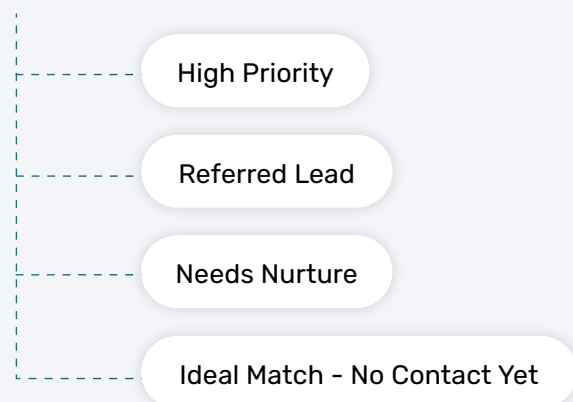 High Priority
Referred Lead
Needs Nurture
Ideal Match - No Contact Yet